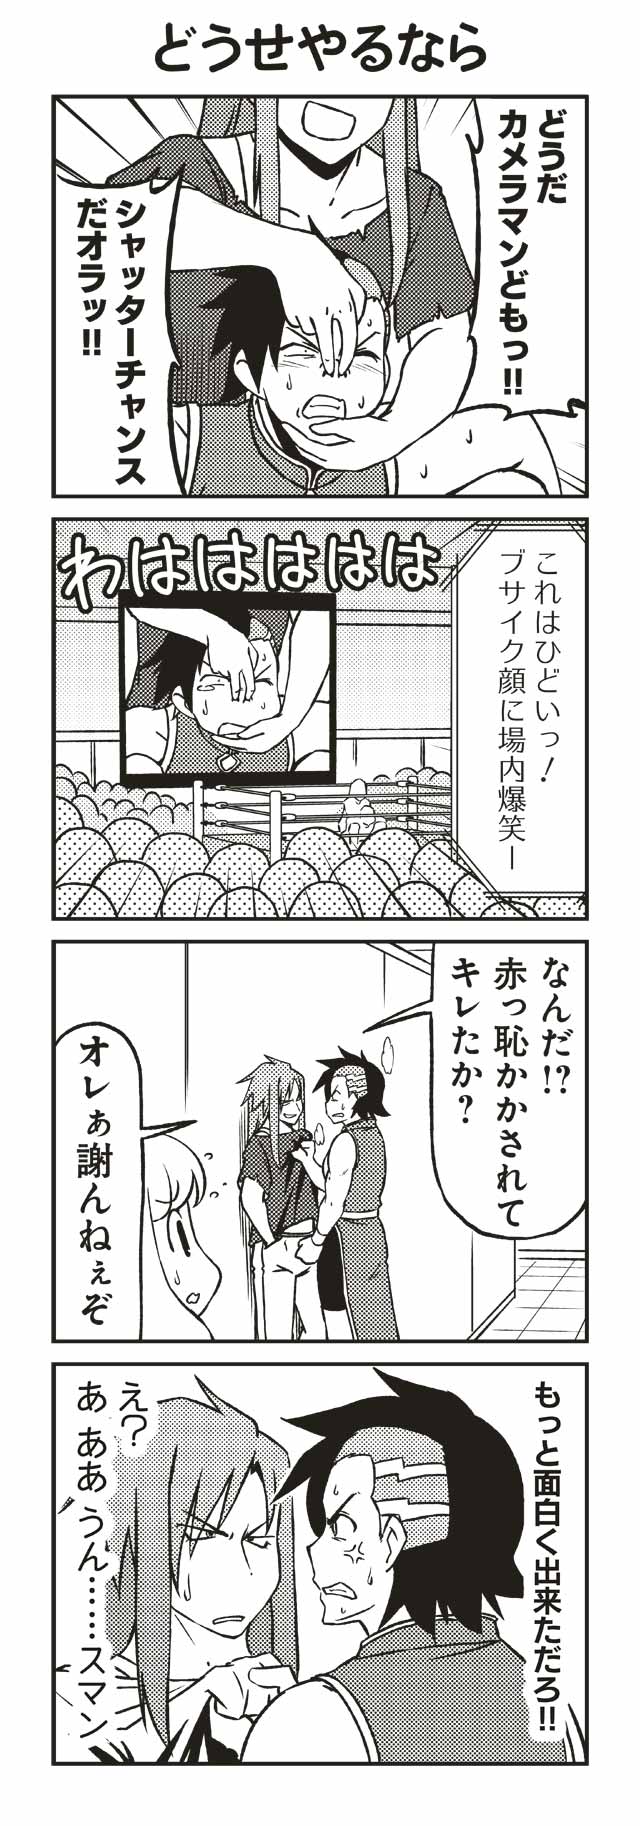 どうせやるなら
どうだ
カメラマンどもっ!!
シャッターチャンス
だオラッ!!
わはははははは
これはひどいっ!
ブサイク顔に場内爆笑ー
なんだ!?
赤っ恥かかされて
キレたか?
オレぁ謝んねぇぞ
もっと面白く出来ただろ!!
え?
あ ああ うん……スマン